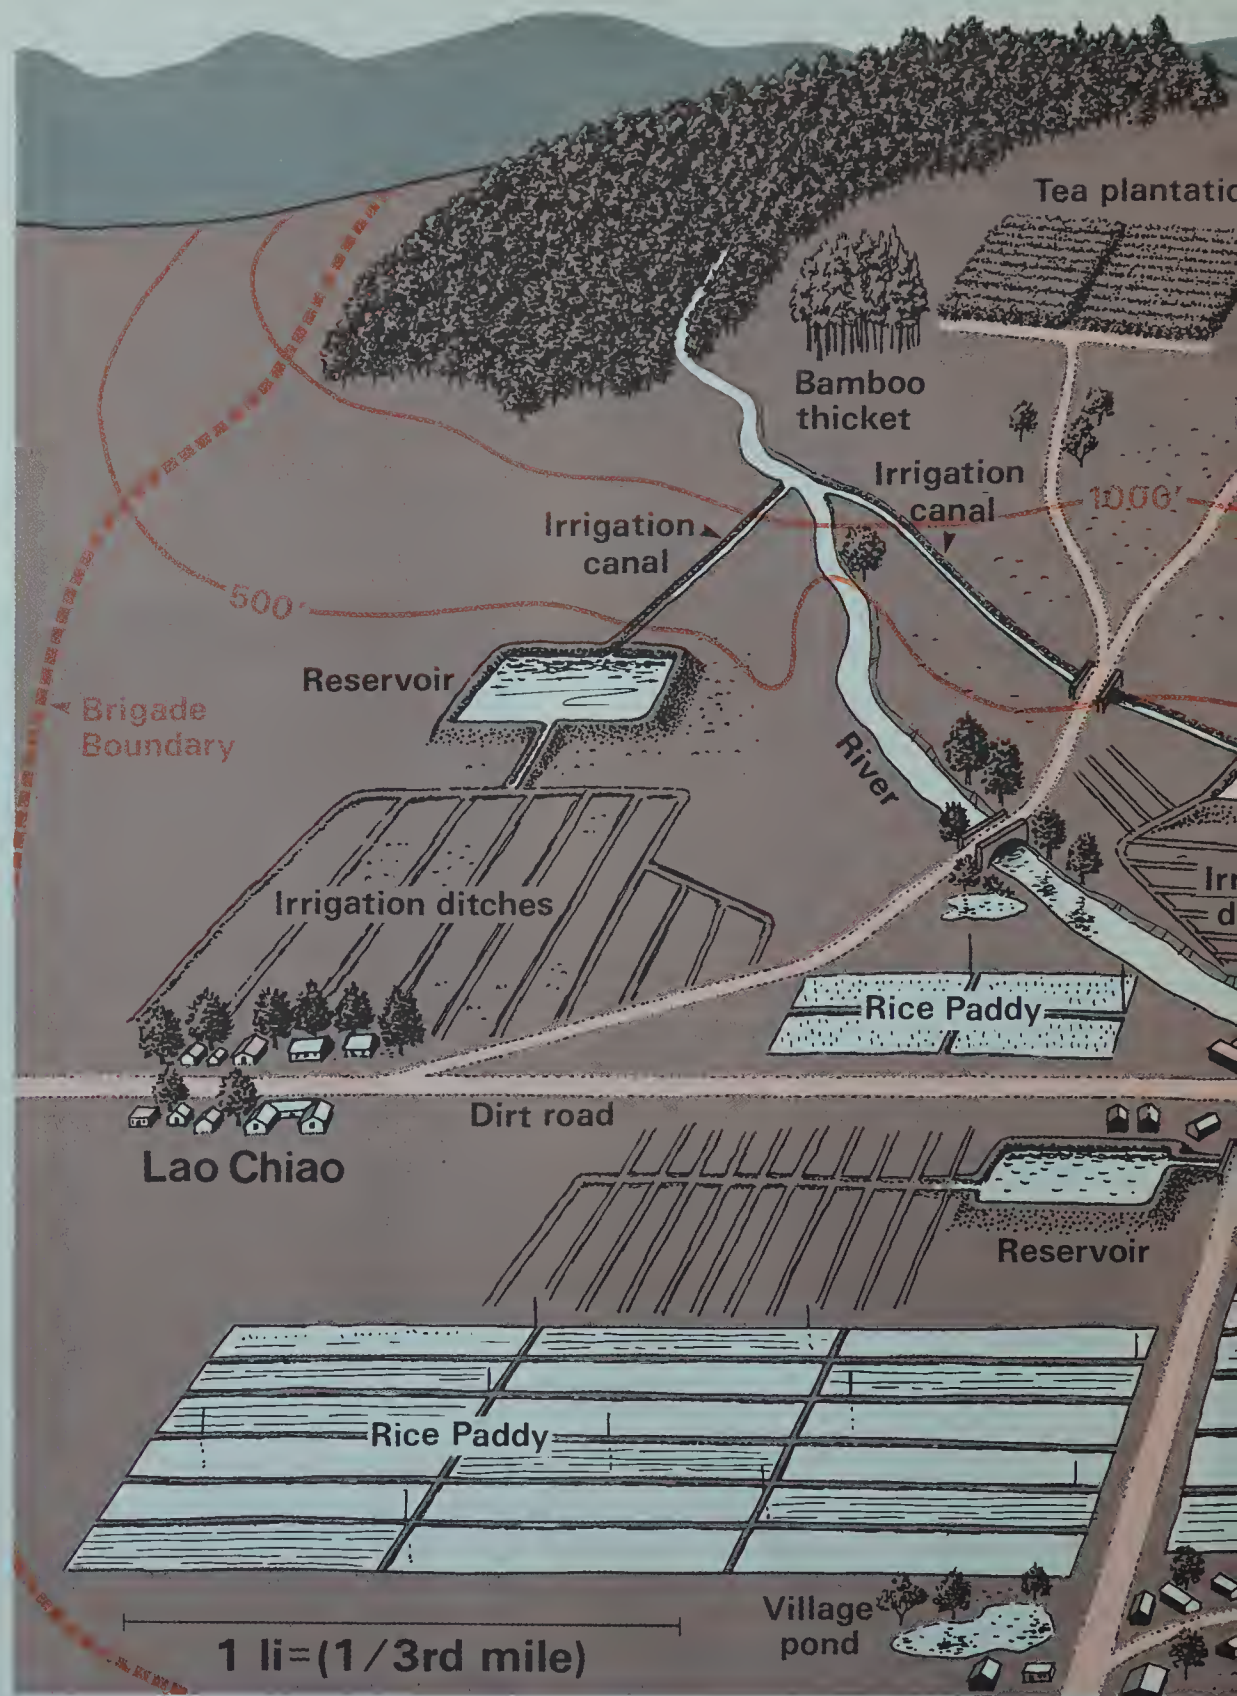 Tea plantatio
Bamboo
thicket
Irrigation
canal
1000'
Irrigation
canal
500'
Reservoir
Brigade
Boundary
River
Irrigation ditches
Irr
d
Rice Paddy
Dirt road
Lao Chiao
Reservoir
Rice Paddy
Village
pond
1 li=(1/3rd mile)